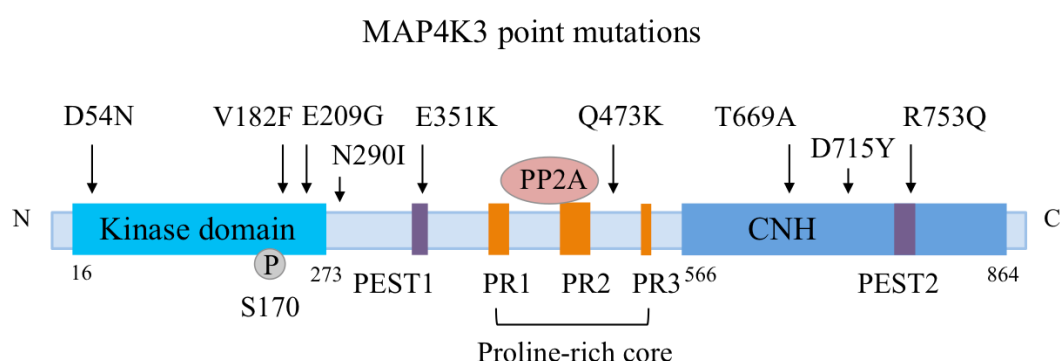 MAP4K3 point mutations
D54N V182F E209G E351K Q473K T669A R753Q
N290I D715Y
PP2A
N Kinase domain CNH C
P
16 273 566 864
S170 PEST1 PR1 PR2 PR3 PEST2
Proline-rich core